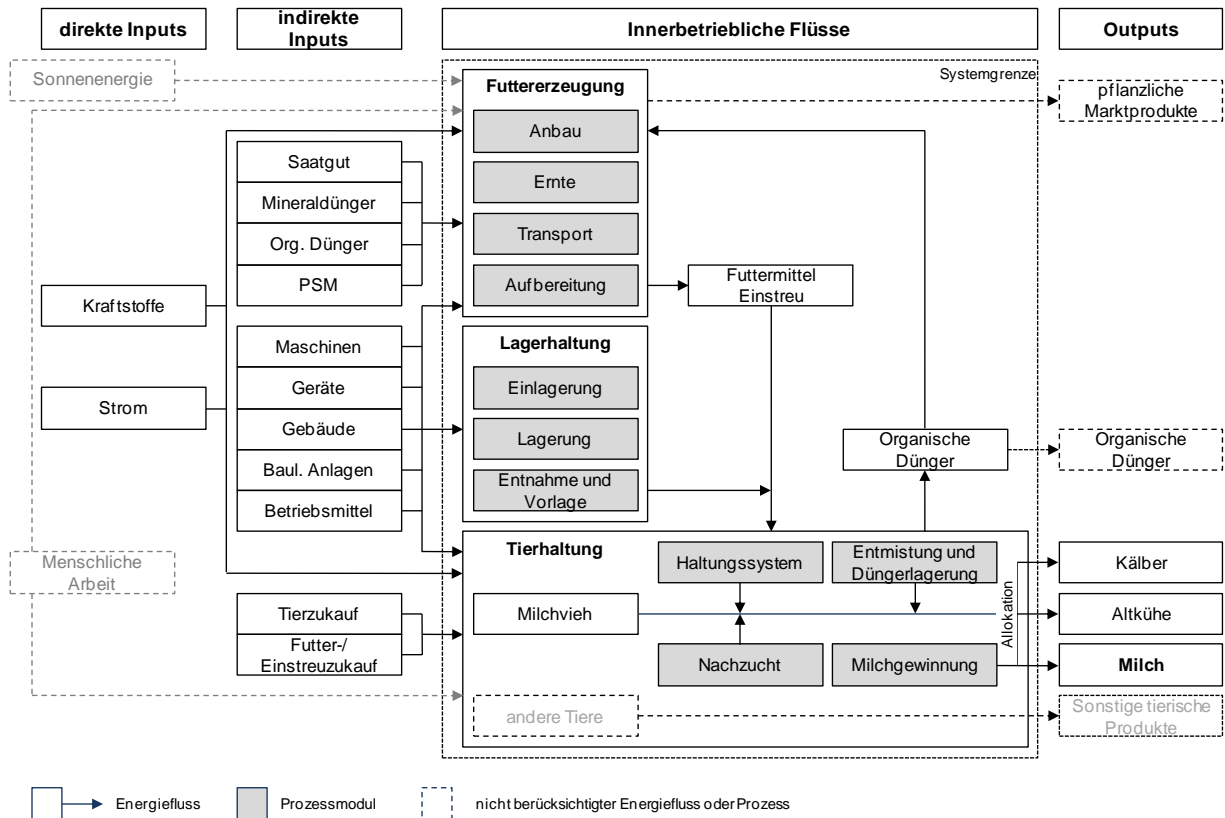 direkte Inputs
indirekte
Inputs
Innerbetriebliche Flüsse
Outputs
Sonnenenergie
Systemgrenze
Futtererzeugung
pflanzliche
Marktprodukte
Anbau
Saatgut
Ernte
Mineraldünger
Transport
Org. Dünger
Aufbereitung
PSM
Futtermittel
Einstreu
Kraftstoffe
Maschinen
Lagerhaltung
Geräte
Einlagerung
Strom
Gebäude
Lagerung
Organische
Dünger
Organische
Dünger
Baul. Anlagen
Entnahme und
Vorlage
Betriebsmittel
Tierhaltung
Menschliche
Arbeit
Haltungssystem
Entmistung und
Düngerlagerung
Kälber
Tierzukauf
Milchvieh
Allokation
Altkühe
Futter-/
Einstreuzukauf
Nachzucht
Milchgewinnung
Milch
andere Tiere
Sonstige tierische
Produkte
Energiefluss
Prozessmodul
nicht berücksichtigter Energiefluss oder Prozess